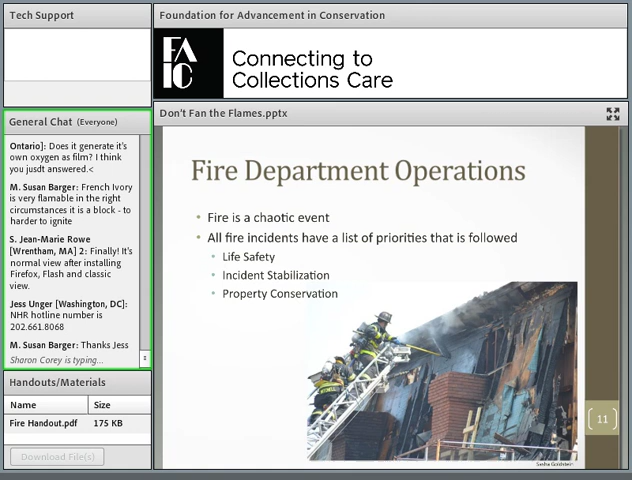 Tech Support
Foundation for Advancement in Conservation
FA
IC
Connecting to
Collections Care
General Chat (Everyone)
Ontario]: Does it generate it's
own oxygen as film? I think
you jusdt answered.<
M. Susan Barger: French Ivory
is very flamable in the right
circumstances it is a block - to
harder to ignite
S. Jean-Marie Rowe
[Wrentham, MA] 2: Finally! It's
normal view after installing
Firefox, Flash and classic
view.
Jess Unger [Washington, DC]:
NHR hotline number is
202.661.8068
M. Susan Barger: Thanks Jess
Sharon Corey is typing...
Handouts/Materials
Name Size
Fire Handout.pdf 175 KB
Download File(s)
Don't Fan the Flames.pptx
Fire Department Operations
• Fire is a chaotic event
• All fire incidents have a list of priorities that is followed
• Life Safety
• Incident Stabilization
• Property Conservation
11
Sasha Goldstein